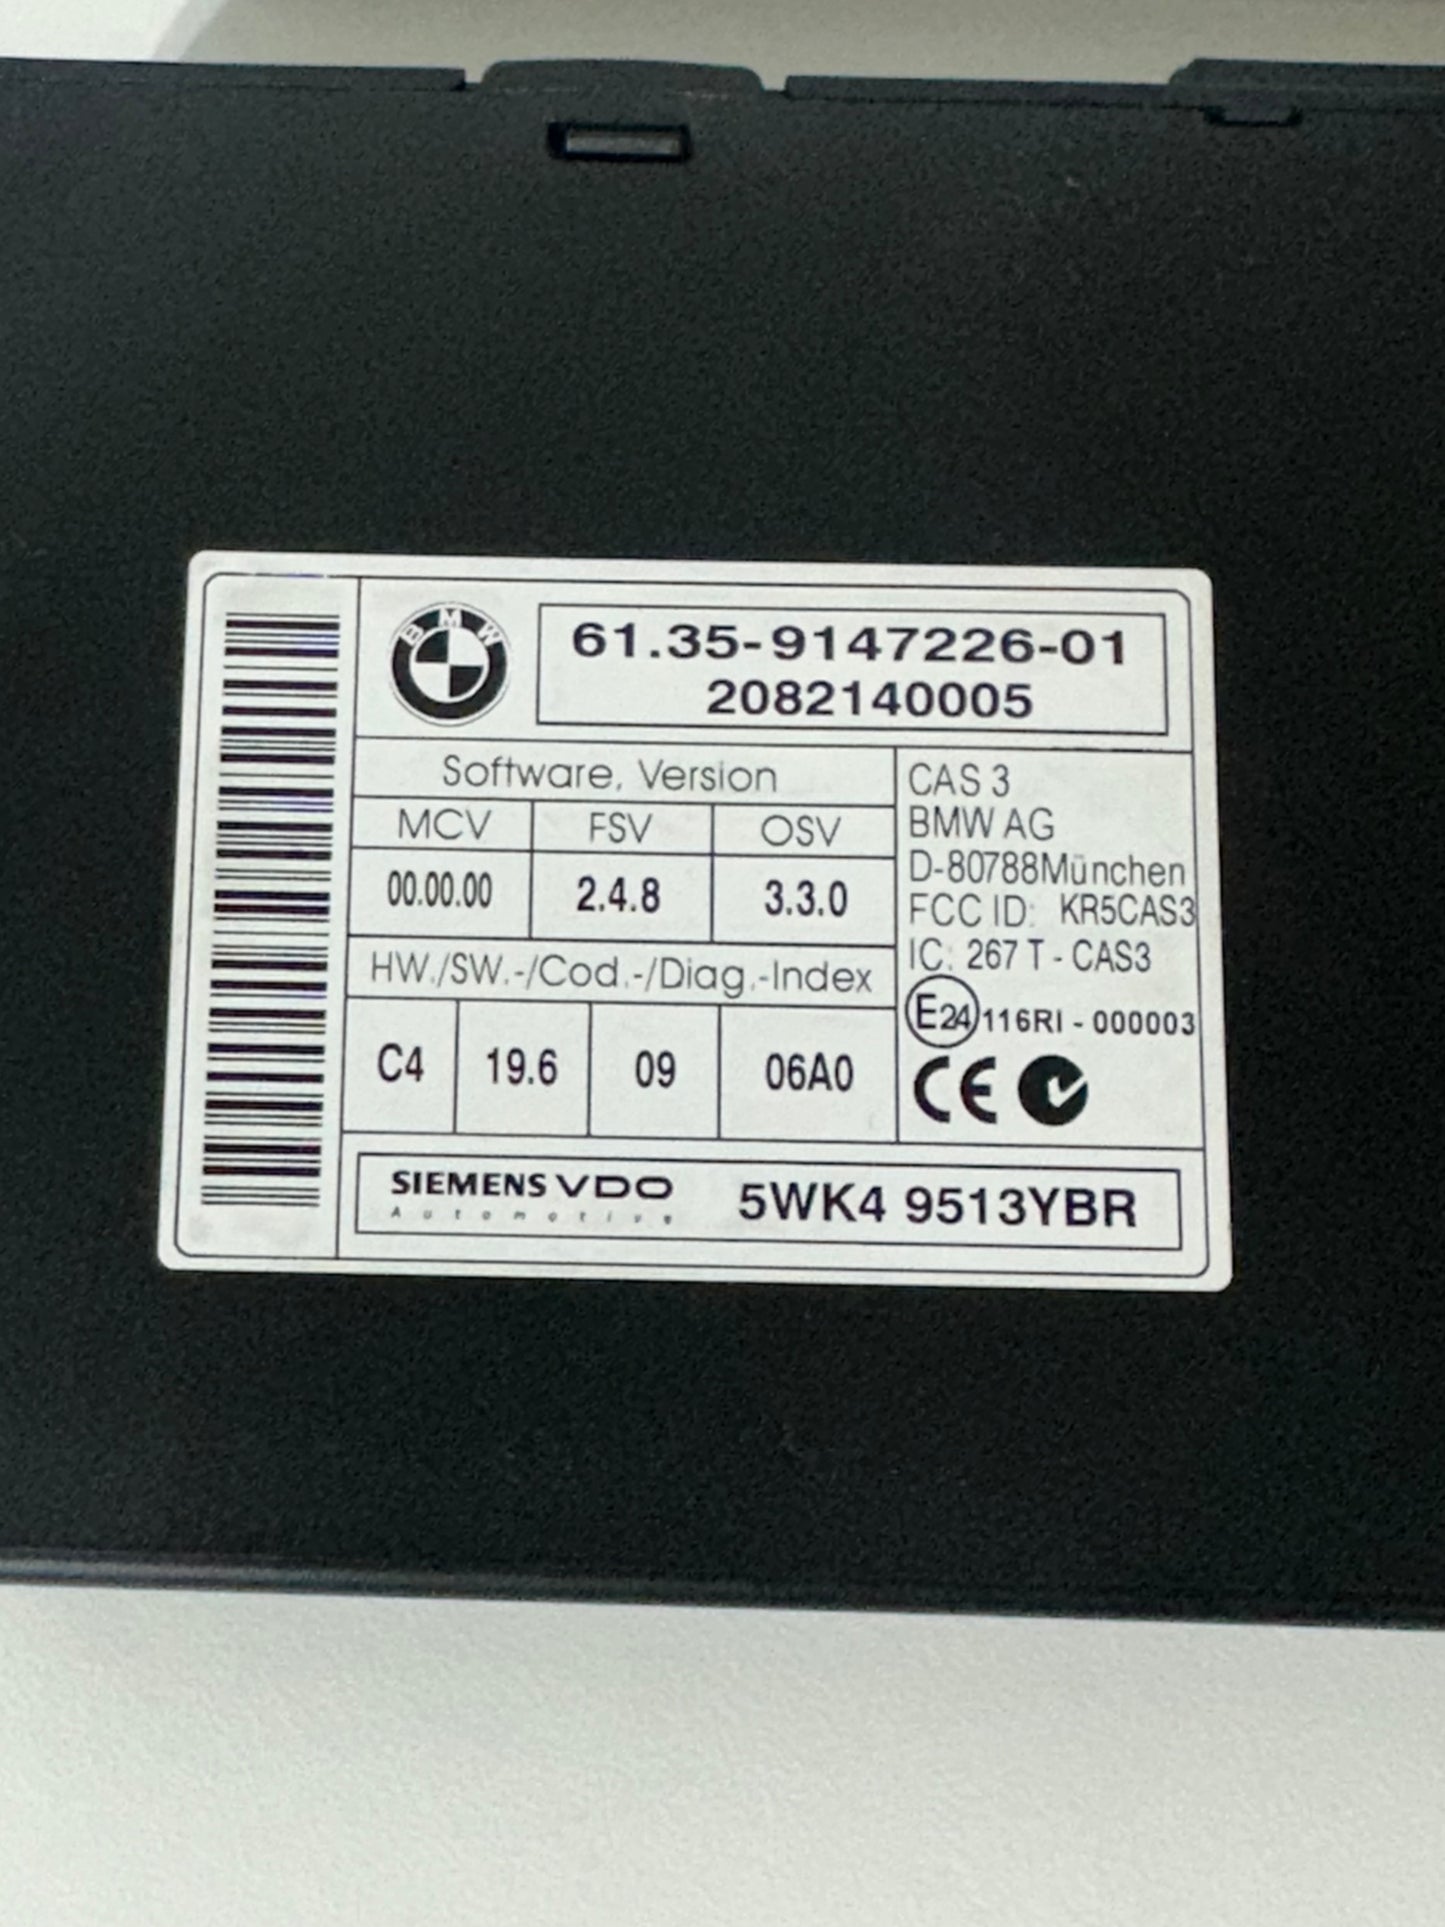 BMW
61.35-9147226-01
2082140005
Software, Version
MCV FSV OSV
00.00.00 2.4.8 3.3.0
HW./SW.-/Cod.-/Diag.-Index
C4 19.6 09 06A0
CAS 3
BMW AG
D-80788München
FCC ID: KR5CAS3
IC: 267 T - CAS3
E24 116RI - 000003
CE
SIEMENS VDO
Automotive
5WK4 9513YBR